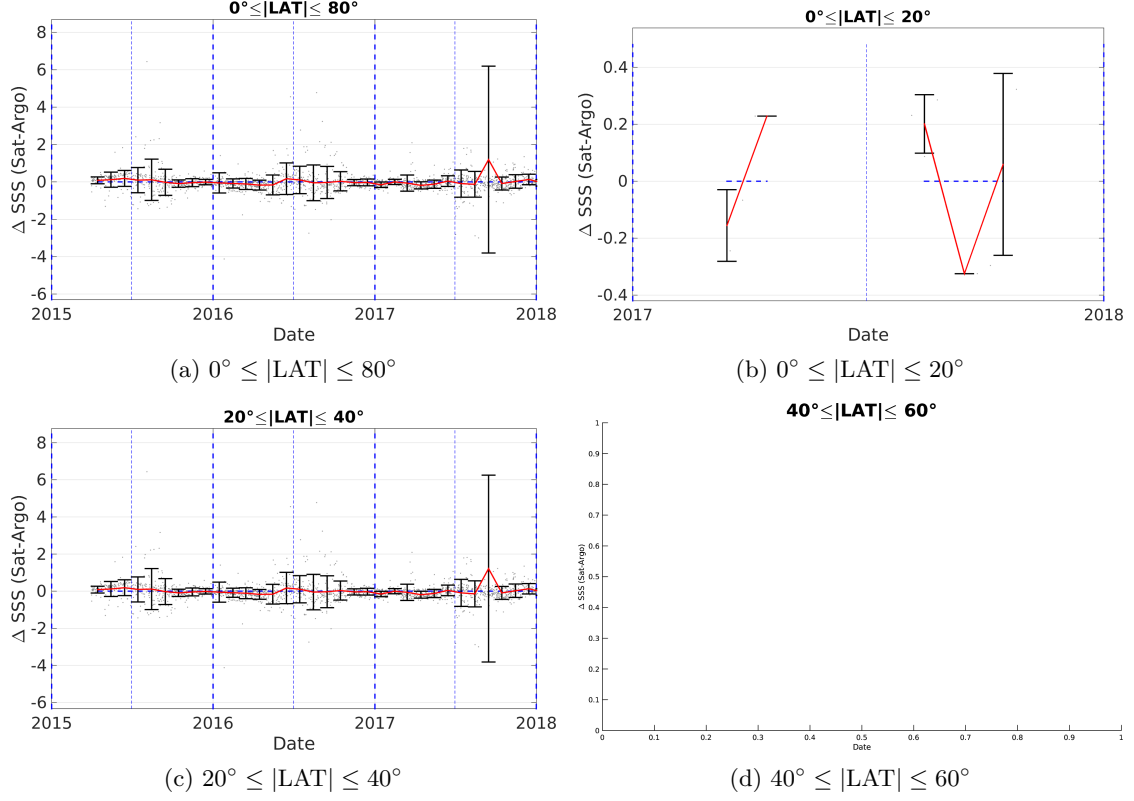 0°≤|LAT|≤ 80°
8
6
4
2
0
-2
-4
-6
Δ SSS (Sat-Argo)
2015 2016 2017 2018
Date
(a) 0° ≤ |LAT| ≤ 80°
0°≤|LAT|≤ 20°
0.4
0.2
0
-0.2
-0.4
Δ SSS (Sat-Argo)
2017 2018
Date
(b) 0° ≤ |LAT| ≤ 20°
20°≤|LAT|≤ 40°
8
6
4
2
0
-2
-4
-6
Δ SSS (Sat-Argo)
2015 2016 2017 2018
Date
(c) 20° ≤ |LAT| ≤ 40°
40°≤|LAT|≤ 60°
1
0.9
0.8
0.7
0.6
0.5
0.4
0.3
0.2
0.1
0
Δ SSS (Sat-Argo)
0 0.1 0.2 0.3 0.4 0.5 0.6 0.7 0.8 0.9 1
Date
(d) 40° ≤ |LAT| ≤ 60°